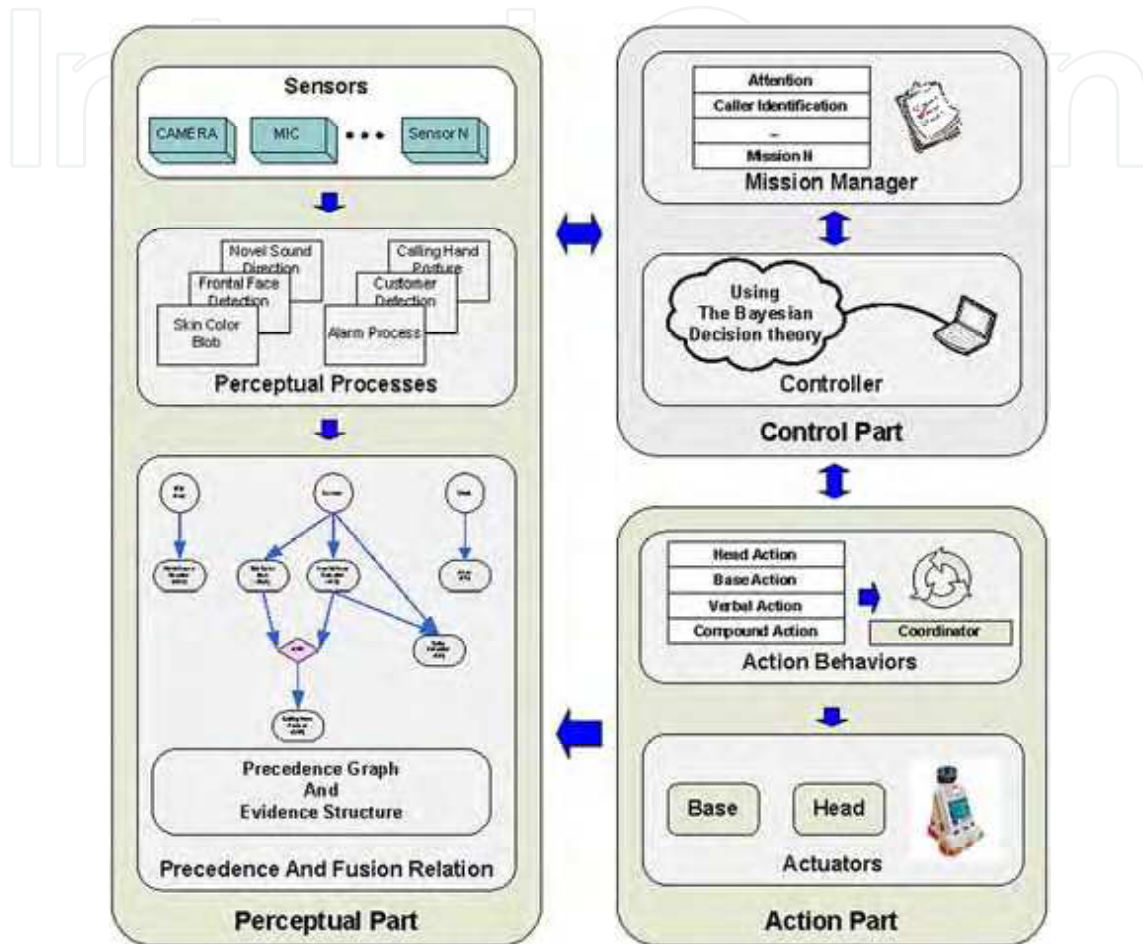 Sensors
CAMERA
MIC
Sensor N
Novel Sound
Direction
Frontal Face
Detection
Skin Color
Blob
Calling Hand
Posture
Customer
Detection
Alarm Process
Perceptual Processes
Precedence Graph
And
Evidence Structure
Precedence And Fusion Relation
Perceptual Part
Attention
Caller Identification
...
Mission N
Mission Manager
Using
The Bayesian
Decision theory
Controller
Control Part
Head Action
Base Action
Verbal Action
Compound Action
Coordinator
Action Behaviors
Base
Head
Actuators
Action Part